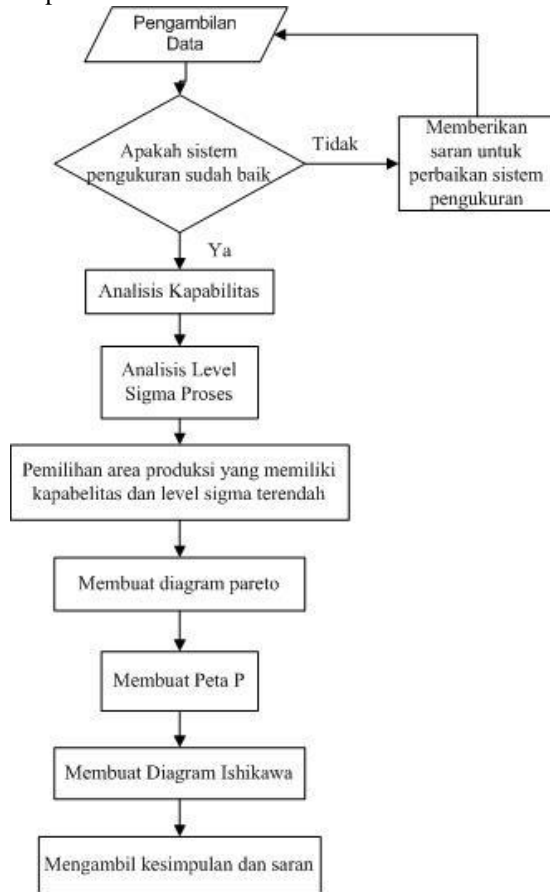 Pengambilan
Data
Apakah sistem
pengukuran sudah baik
Tidak
Memberikan
saran untuk
perbaikan sistem
pengukuran
Ya
Analisis Kapabilitas
Analisis Level
Sigma Proses
Pemilihan area produksi yang memiliki
kapabelitas dan level sigma terendah
Membuat diagram pareto
Membuat Peta P
Membuat Diagram Ishikawa
Mengambil kesimpulan dan saran